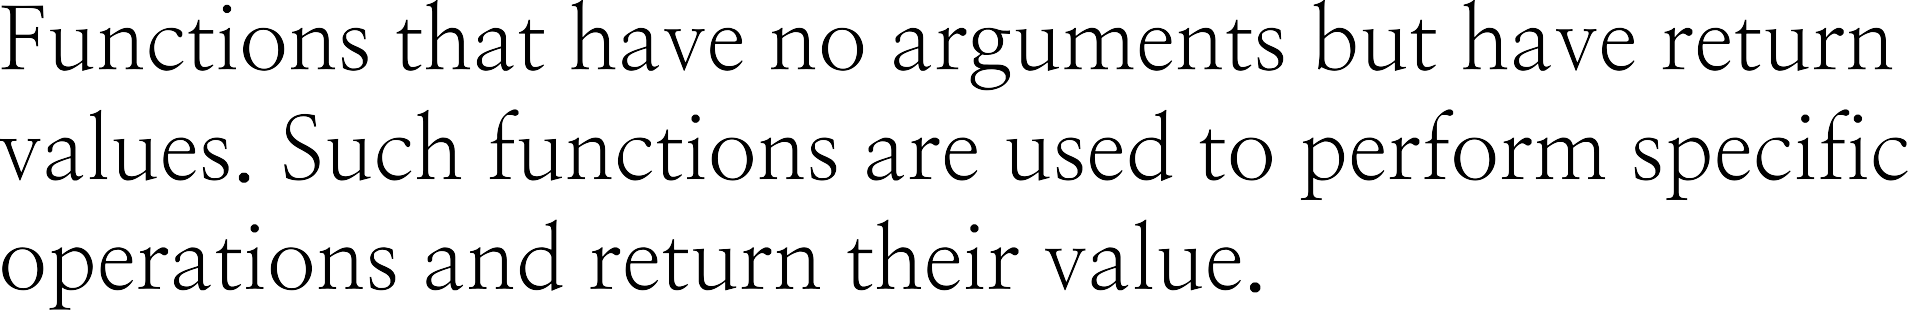 Functions that have no arguments but have return
values. Such functions are used to perform specific
operations and return their value.